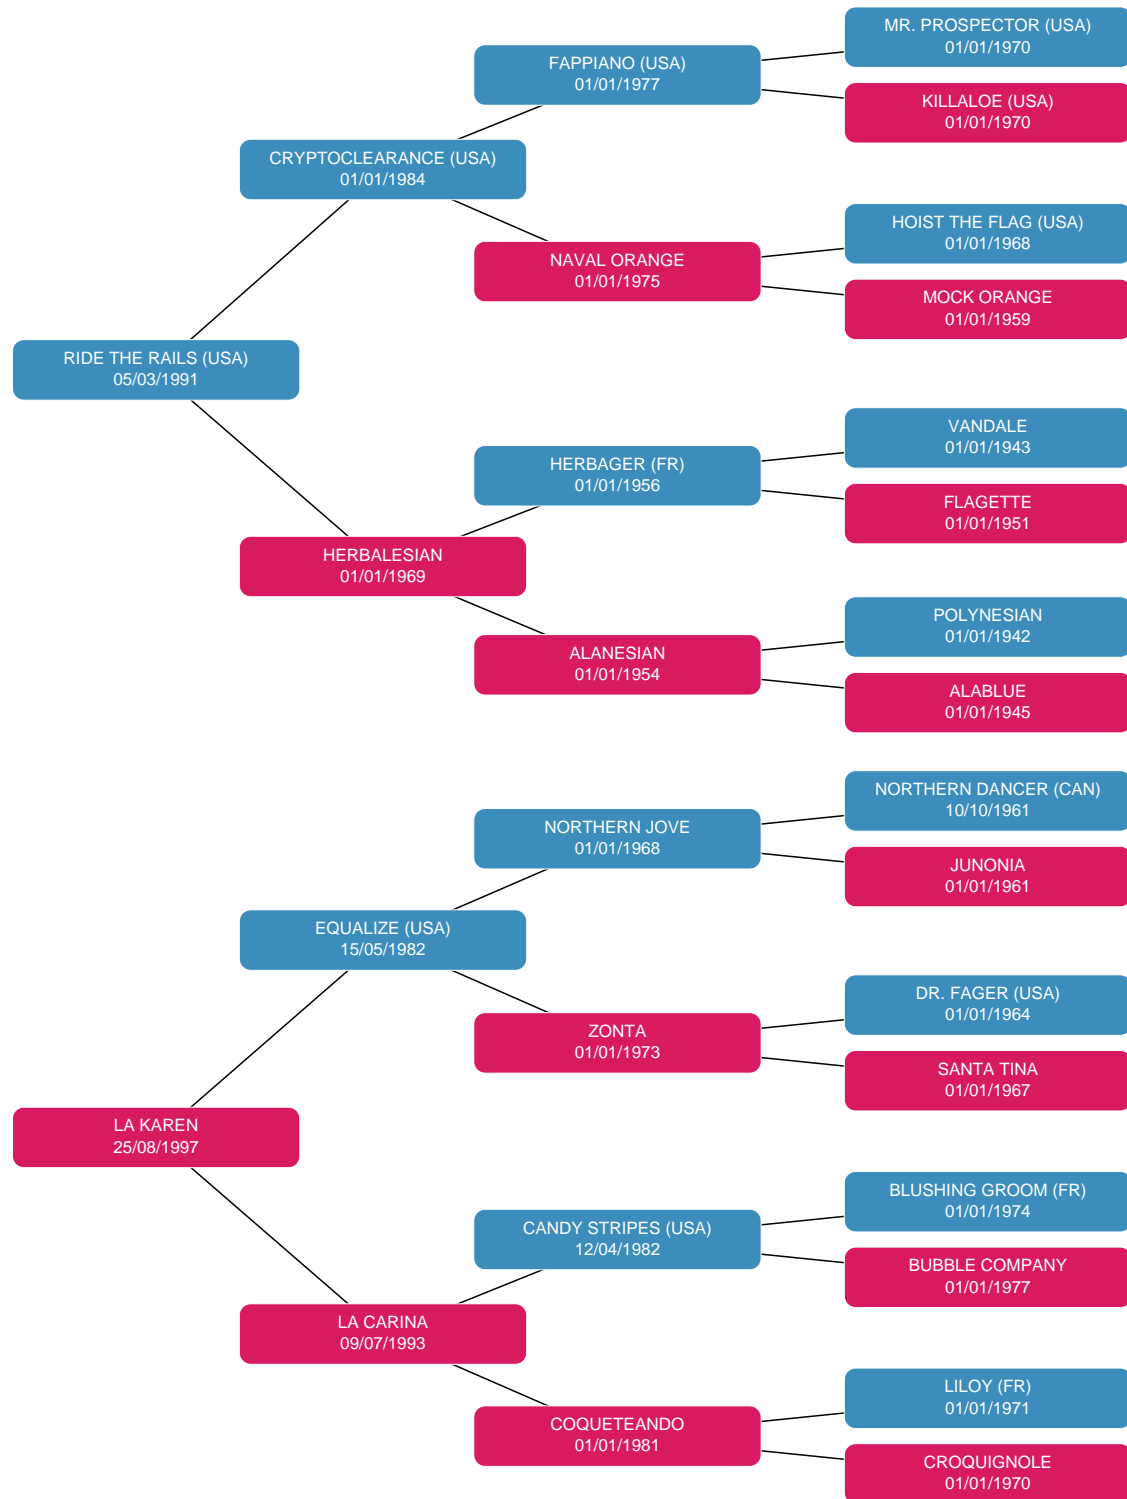 MR. PROSPECTOR (USA)
01/01/1970
FAPPIANO (USA)
01/01/1977
KILLALOE (USA)
01/01/1970
CRYPTOCLEARANCE (USA)
01/01/1984
HOIST THE FLAG (USA)
01/01/1968
NAVAL ORANGE
01/01/1975
MOCK ORANGE
01/01/1959
RIDE THE RAILS (USA)
05/03/1991
VANDALE
01/01/1943
HERBAGER (FR)
01/01/1956
FLAGETTE
01/01/1951
HERBALESIAN
01/01/1969
POLYNESIAN
01/01/1942
ALANESIAN
01/01/1954
ALABLUE
01/01/1945
NORTHERN DANCER (CAN)
10/10/1961
NORTHERN JOVE
01/01/1968
JUNONIA
01/01/1961
EQUALIZE (USA)
15/05/1982
DR. FAGER (USA)
01/01/1964
ZONTA
01/01/1973
SANTA TINA
01/01/1967
LA KAREN
25/08/1997
BLUSHING GROOM (FR)
01/01/1974
CANDY STRIPES (USA)
12/04/1982
BUBBLE COMPANY
01/01/1977
LA CARINA
09/07/1993
LILOY (FR)
01/01/1971
COQUETEANDO
01/01/1981
CROQUIGNOLE
01/01/1970